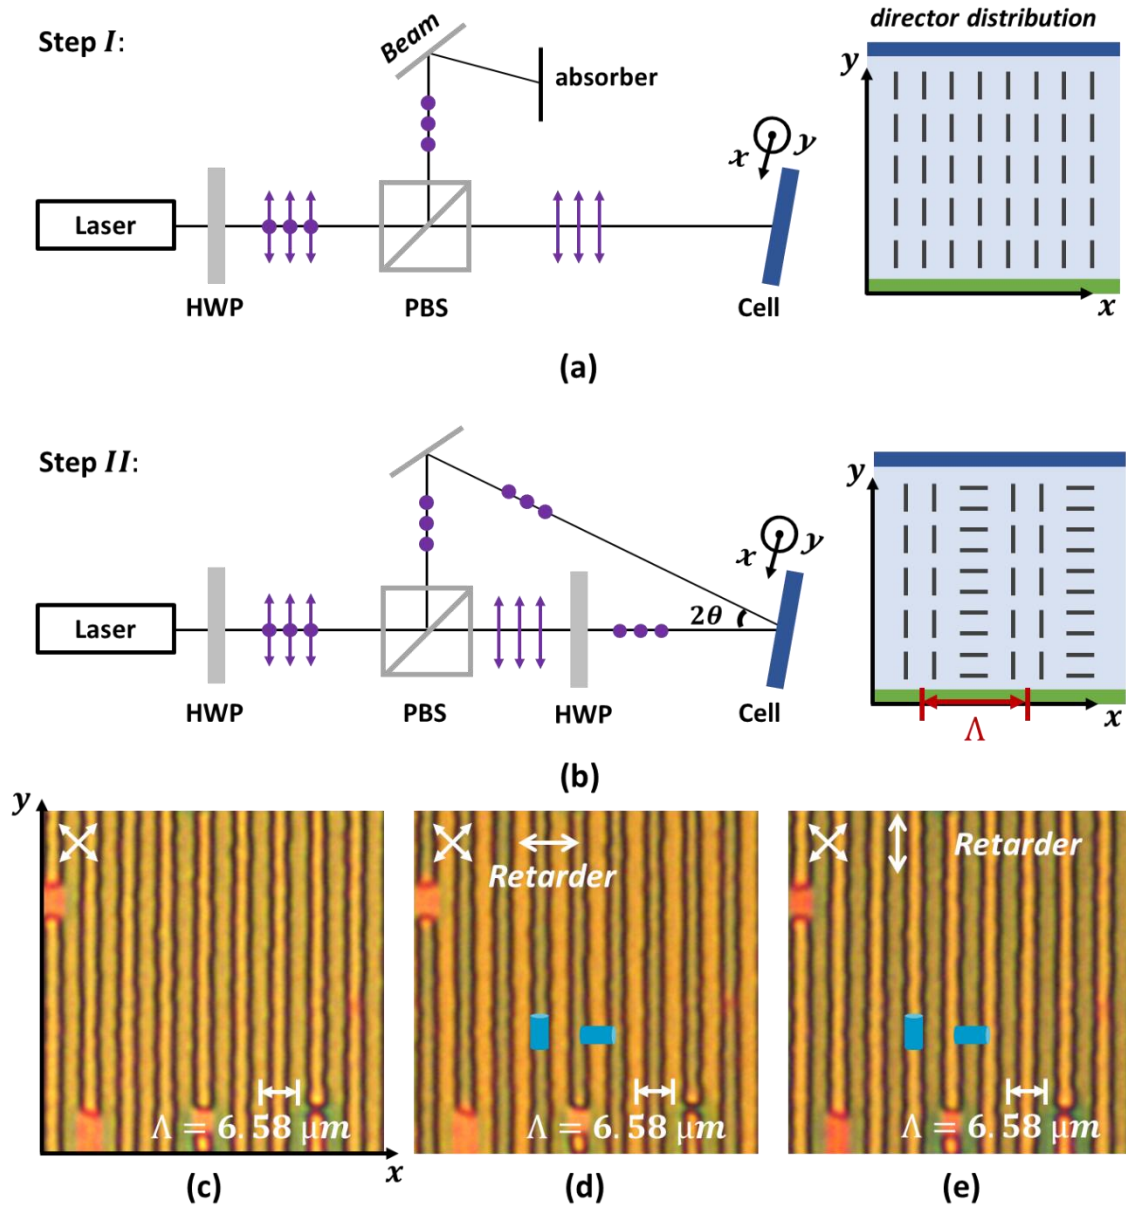 Step I:
Beam
absorber
x
y
Laser
HWP
PBS
Cell
director distribution
y
x
(a)
Step II:
x
y
2θ
Laser
HWP
PBS
HWP
Cell
y
x
Λ
(b)
y
Λ = 6.58 μm
x
(c)
Retarder
Λ = 6.58 μm
(d)
Retarder
Λ = 6.58 μm
(e)